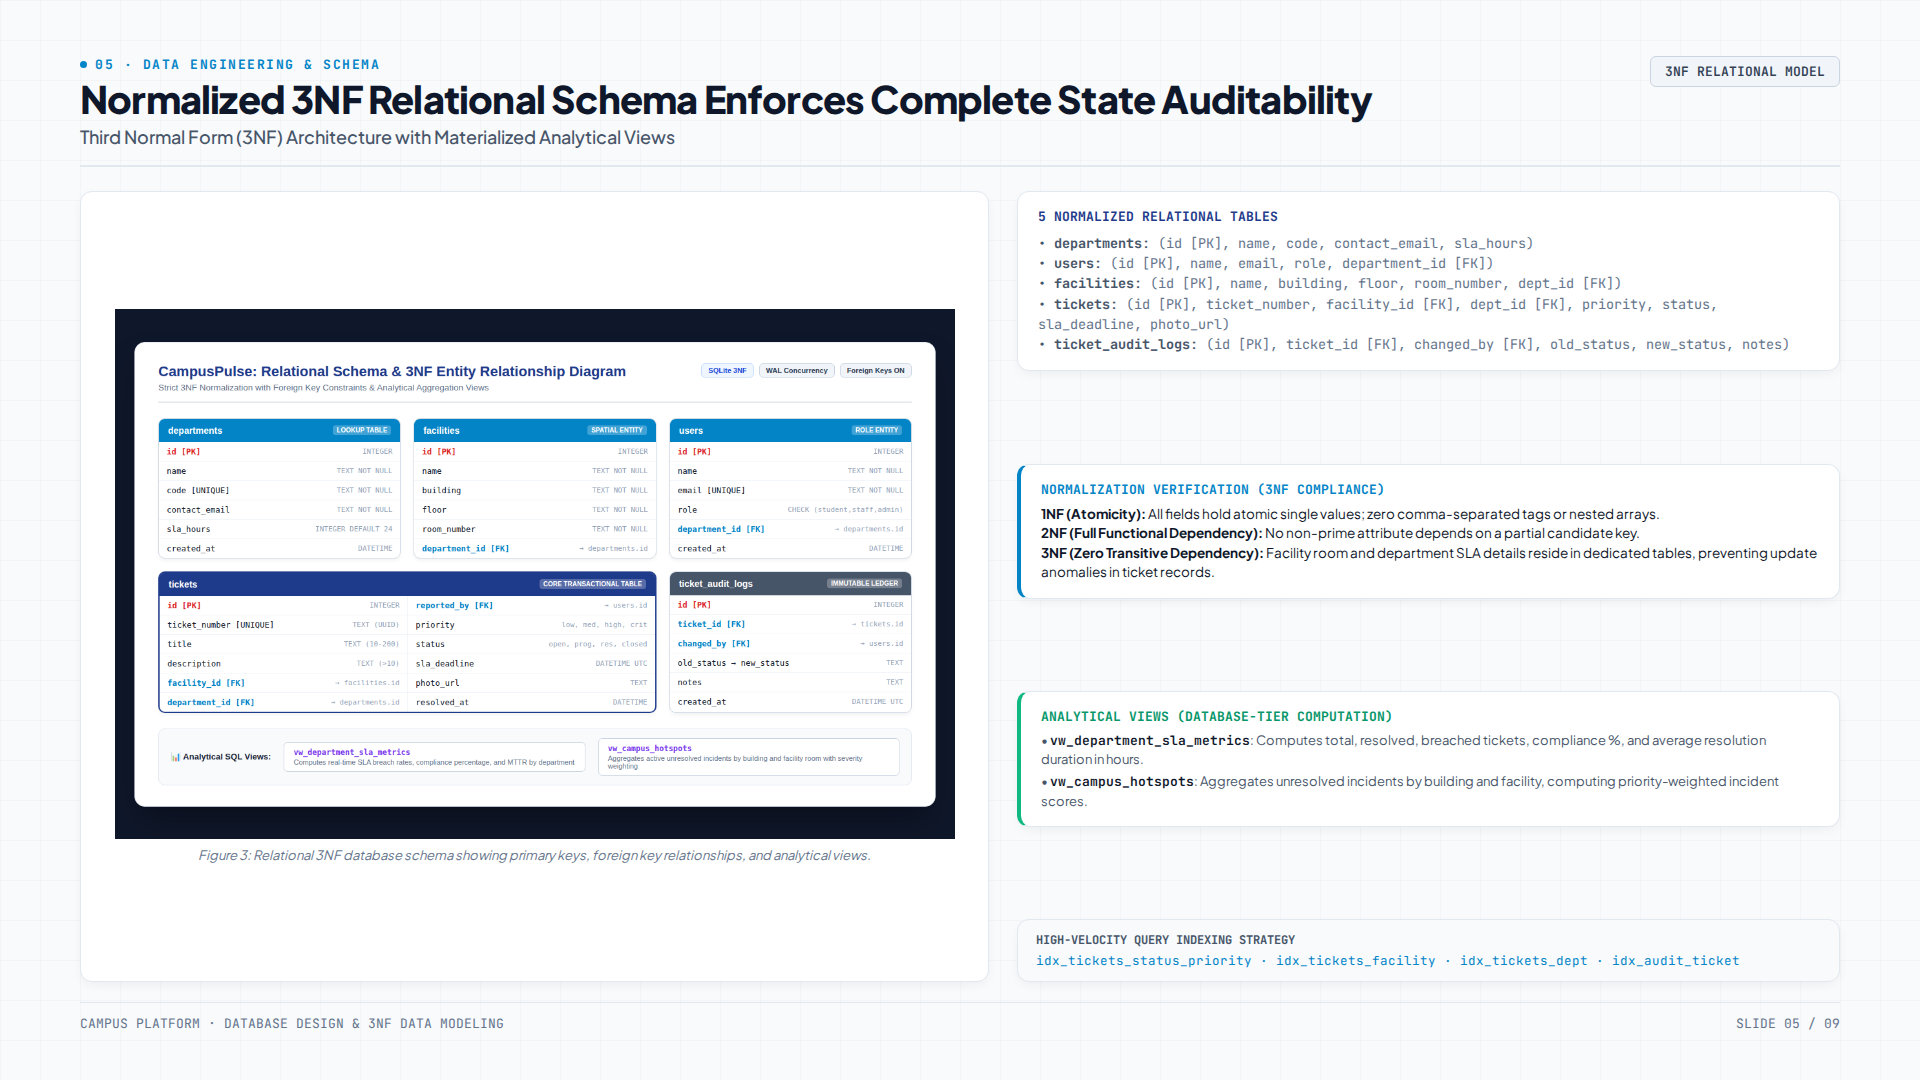 05 · DATA ENGINEERING & SCHEMA
Normalized 3NF Relational Schema Enforces Complete State Auditability
Third Normal Form (3NF) Architecture with Materialized Analytical Views
3NF RELATIONAL MODEL
CampusPulse: Relational Schema & 3NF Entity Relationship Diagram
Strict 3NF Normalization with Foreign Key Constraints & Analytical Aggregation Views
SQLite 3NF
WAL Concurrency
Foreign Keys ON
departments LOOKUP TABLE
id [PK] INTEGER
name TEXT NOT NULL
code [UNIQUE] TEXT NOT NULL
contact_email TEXT NOT NULL
sla_hours INTEGER DEFAULT 24
created_at DATETIME
facilities SPATIAL ENTITY
id [PK] INTEGER
name TEXT NOT NULL
building TEXT NOT NULL
floor TEXT NOT NULL
room_number TEXT NOT NULL
department_id [FK] → departments.id
users ROLE ENTITY
id [PK] INTEGER
name TEXT NOT NULL
email [UNIQUE] TEXT NOT NULL
role CHECK (student,staff,admin)
department_id [FK] → departments.id
created_at DATETIME
tickets CORE TRANSACTIONAL TABLE
id [PK] INTEGER
ticket_number [UNIQUE] TEXT (UUID)
title TEXT (10-200)
description TEXT (>10)
facility_id [FK] → facilities.id
department_id [FK] → departments.id
reported_by [FK] → users.id
priority low, med, high, crit
status open, prog, res, closed
sla_deadline DATETIME UTC
photo_url TEXT
resolved_at DATETIME
ticket_audit_logs IMMUTABLE LEDGER
id [PK] INTEGER
ticket_id [FK] → tickets.id
changed_by [FK] → users.id
old_status → new_status TEXT
notes TEXT
created_at DATETIME UTC
📊 Analytical SQL Views:
vw_department_sla_metrics
Computes real-time SLA breach rates, compliance percentage, and MTTR by department
vw_campus_hotspots
Aggregates active unresolved incidents by building and facility room with severity
weighting
Figure 3: Relational 3NF database schema showing primary keys, foreign key relationships, and analytical views.
5 NORMALIZED RELATIONAL TABLES
• departments: (id [PK], name, code, contact_email, sla_hours)
• users: (id [PK], name, email, role, department_id [FK])
• facilities: (id [PK], name, building, floor, room_number, dept_id [FK])
• tickets: (id [PK], ticket_number, facility_id [FK], dept_id [FK], priority, status,
sla_deadline, photo_url)
• ticket_audit_logs: (id [PK], ticket_id [FK], changed_by [FK], old_status, new_status, notes)
NORMALIZATION VERIFICATION (3NF COMPLIANCE)
1NF (Atomicity): All fields hold atomic single values; zero comma-separated tags or nested arrays.
2NF (Full Functional Dependency): No non-prime attribute depends on a partial candidate key.
3NF (Zero Transitive Dependency): Facility room and department SLA details reside in dedicated tables, preventing update
anomalies in ticket records.
ANALYTICAL VIEWS (DATABASE-TIER COMPUTATION)
• vw_department_sla_metrics: Computes total, resolved, breached tickets, compliance %, and average resolution
duration in hours.
• vw_campus_hotspots: Aggregates unresolved incidents by building and facility, computing priority-weighted incident
scores.
HIGH-VELOCITY QUERY INDEXING STRATEGY
idx_tickets_status_priority · idx_tickets_facility · idx_tickets_dept · idx_audit_ticket
CAMPUS PLATFORM · DATABASE DESIGN & 3NF DATA MODELING
SLIDE 05 / 09